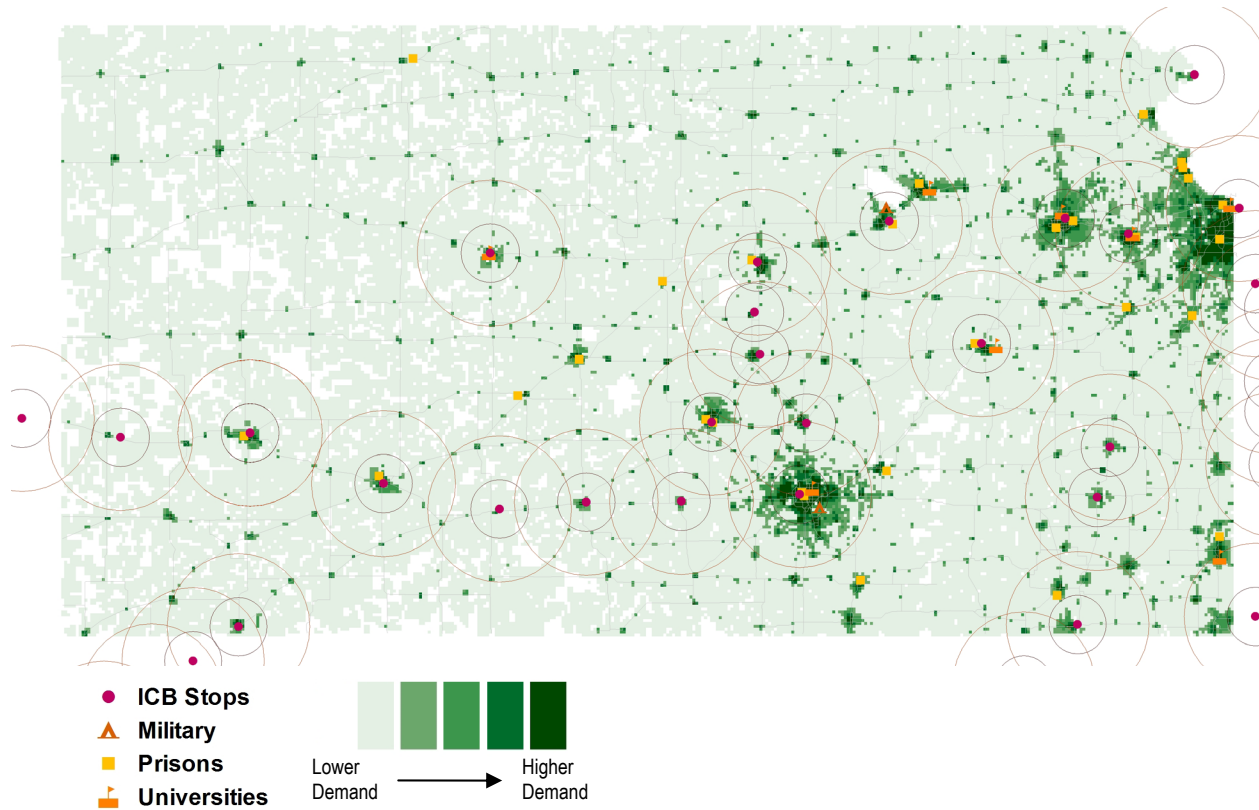 ICB Stops
Military
Prisons
Universities
Lower
Demand
Higher
Demand